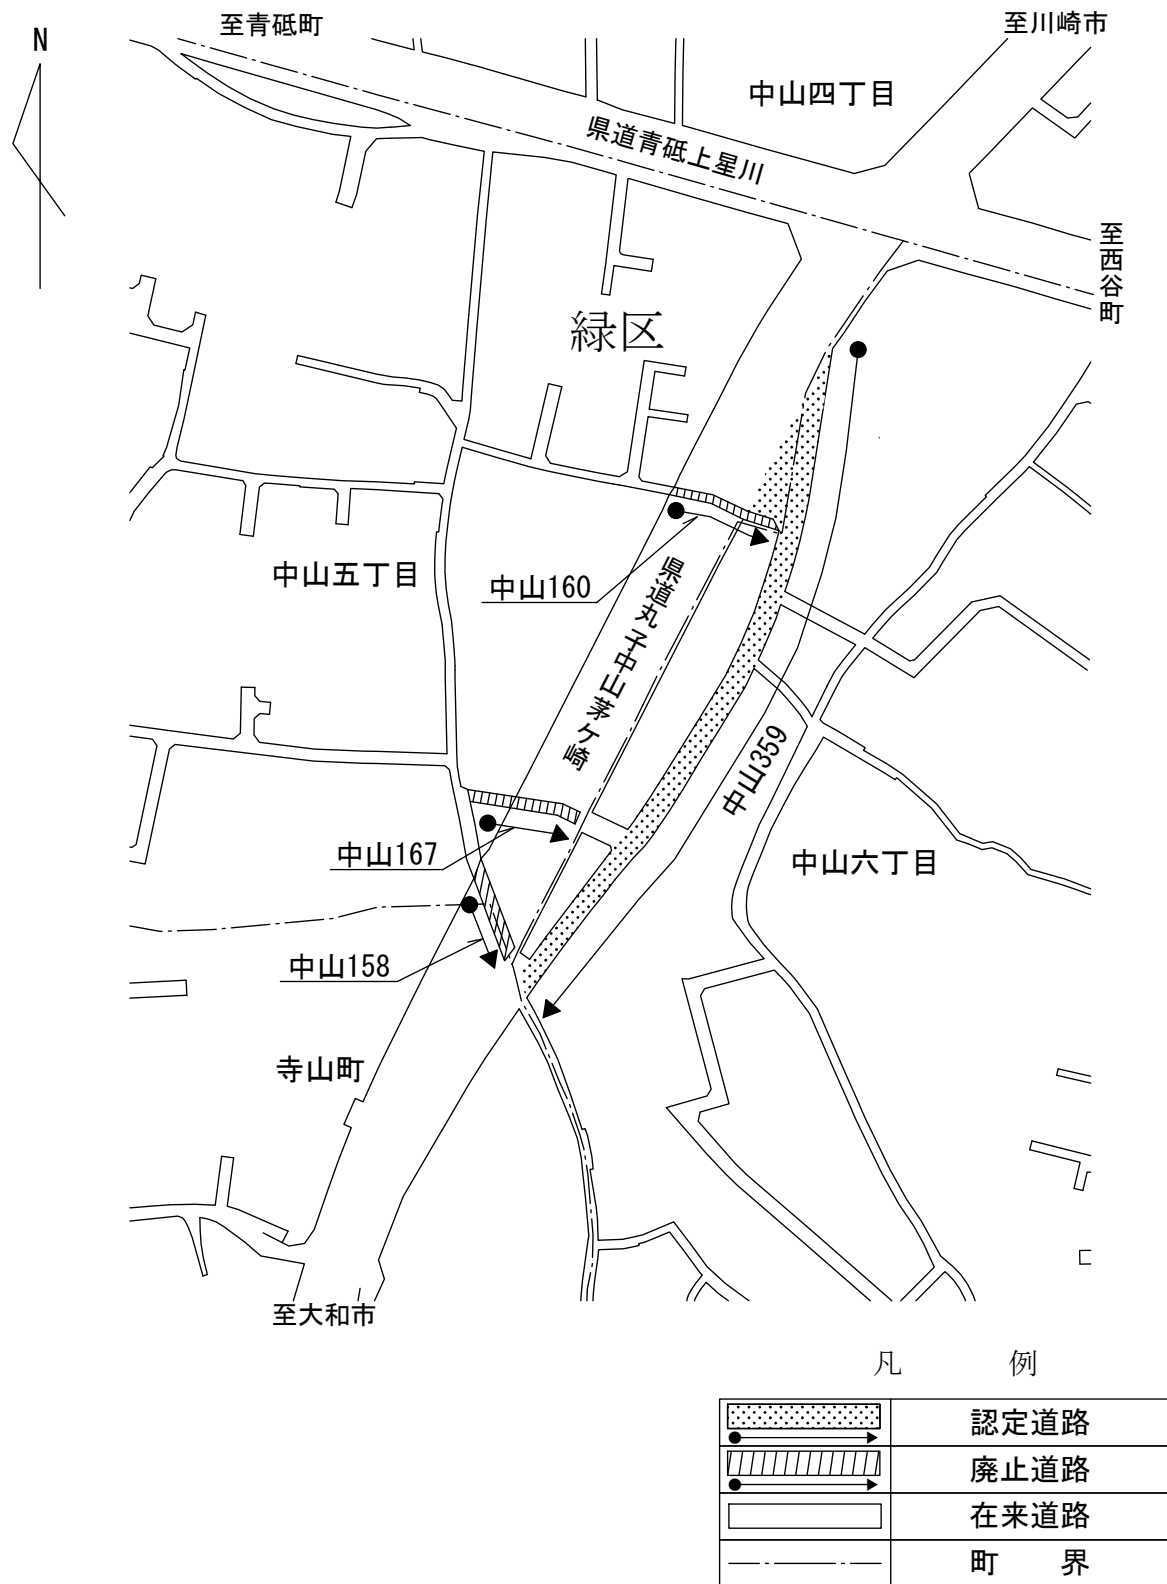 至青砥町
至川崎市
N
中山四丁目
県道青砥上星川
至西谷町
緑区
中山五丁目
中山160
県道丸子中山茅ケ崎
中山359
中山167
中山六丁目
中山158
寺山町
至大和市
凡 例
認定道路
廃止道路
在来道路
町 界